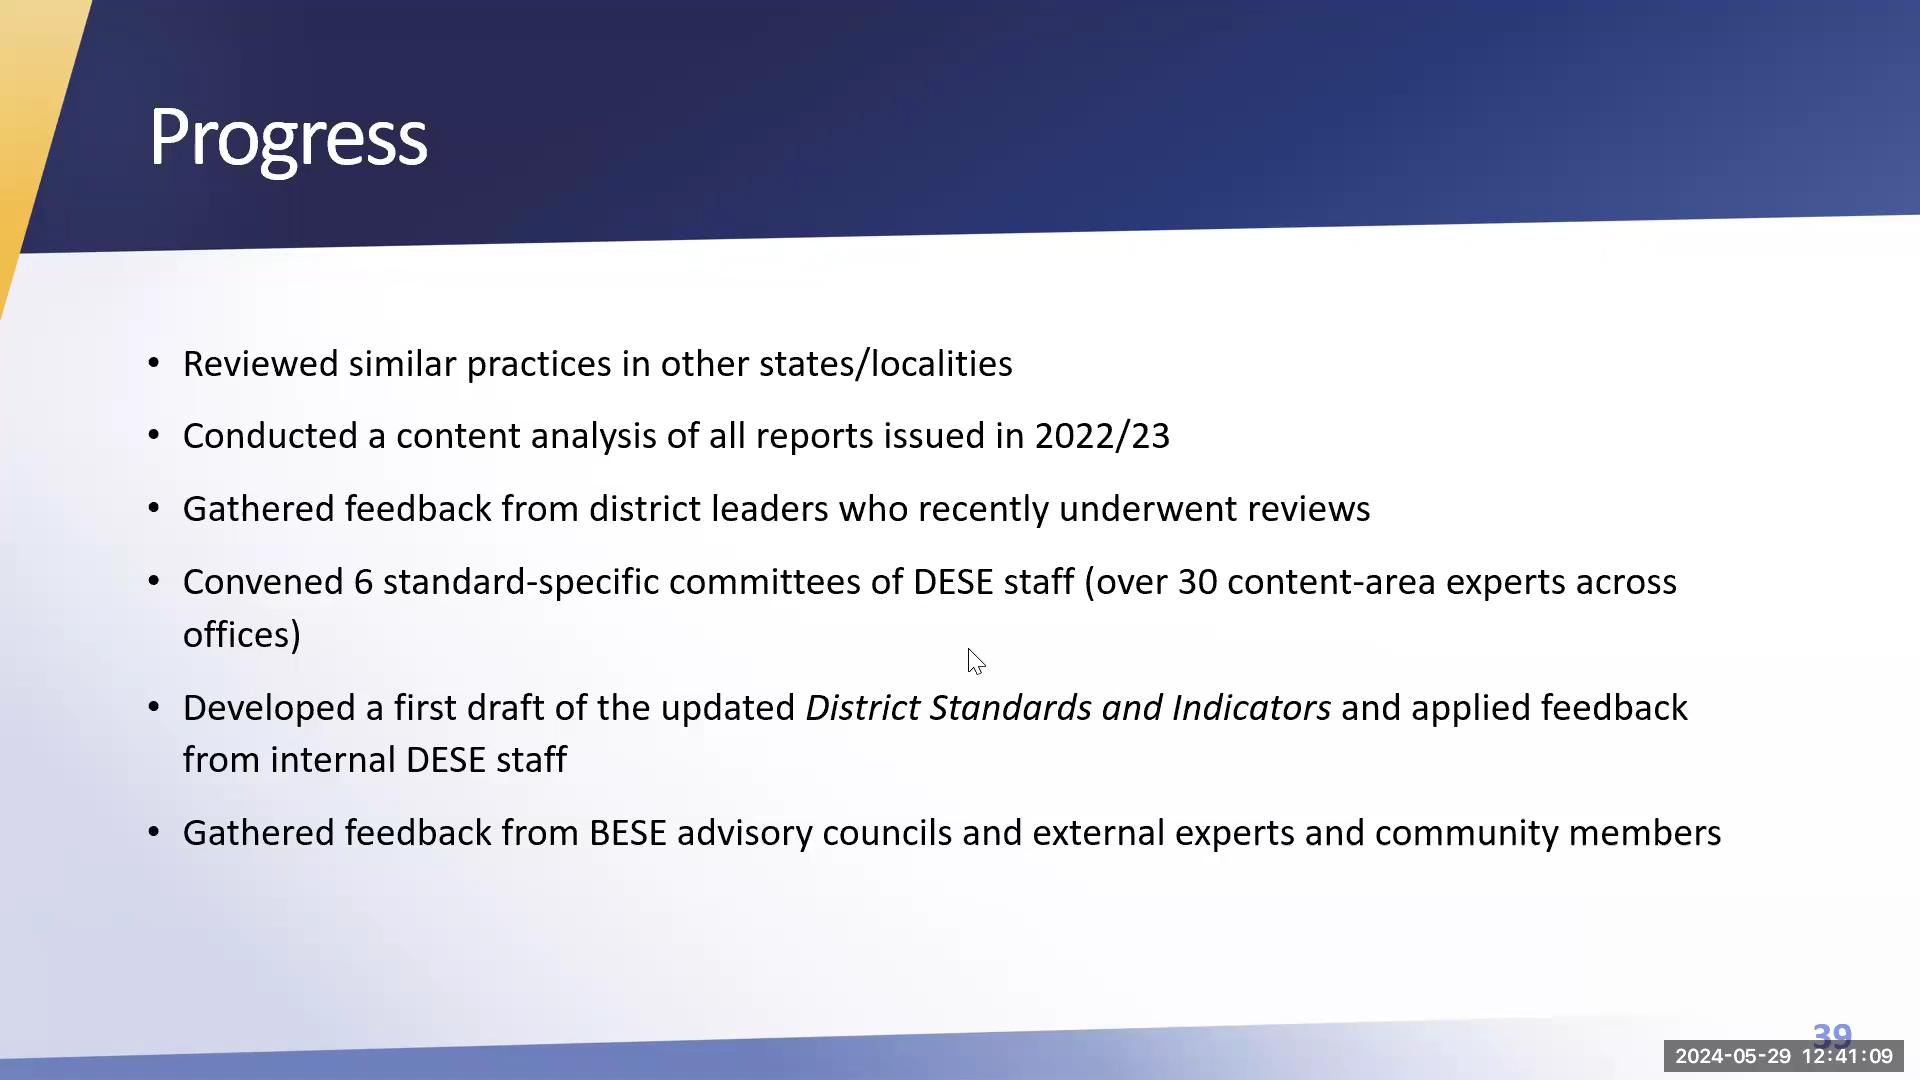 Progress
• Reviewed similar practices in other states/localities
• Conducted a content analysis of all reports issued in 2022/23
• Gathered feedback from district leaders who recently underwent reviews
• Convened 6 standard-specific committees of DESE staff (over 30 content-area experts across
offices)
• Developed a first draft of the updated District Standards and Indicators and applied feedback
from internal DESE staff
• Gathered feedback from BESE advisory councils and external experts and community members
39
2024-05-29 12:41:09